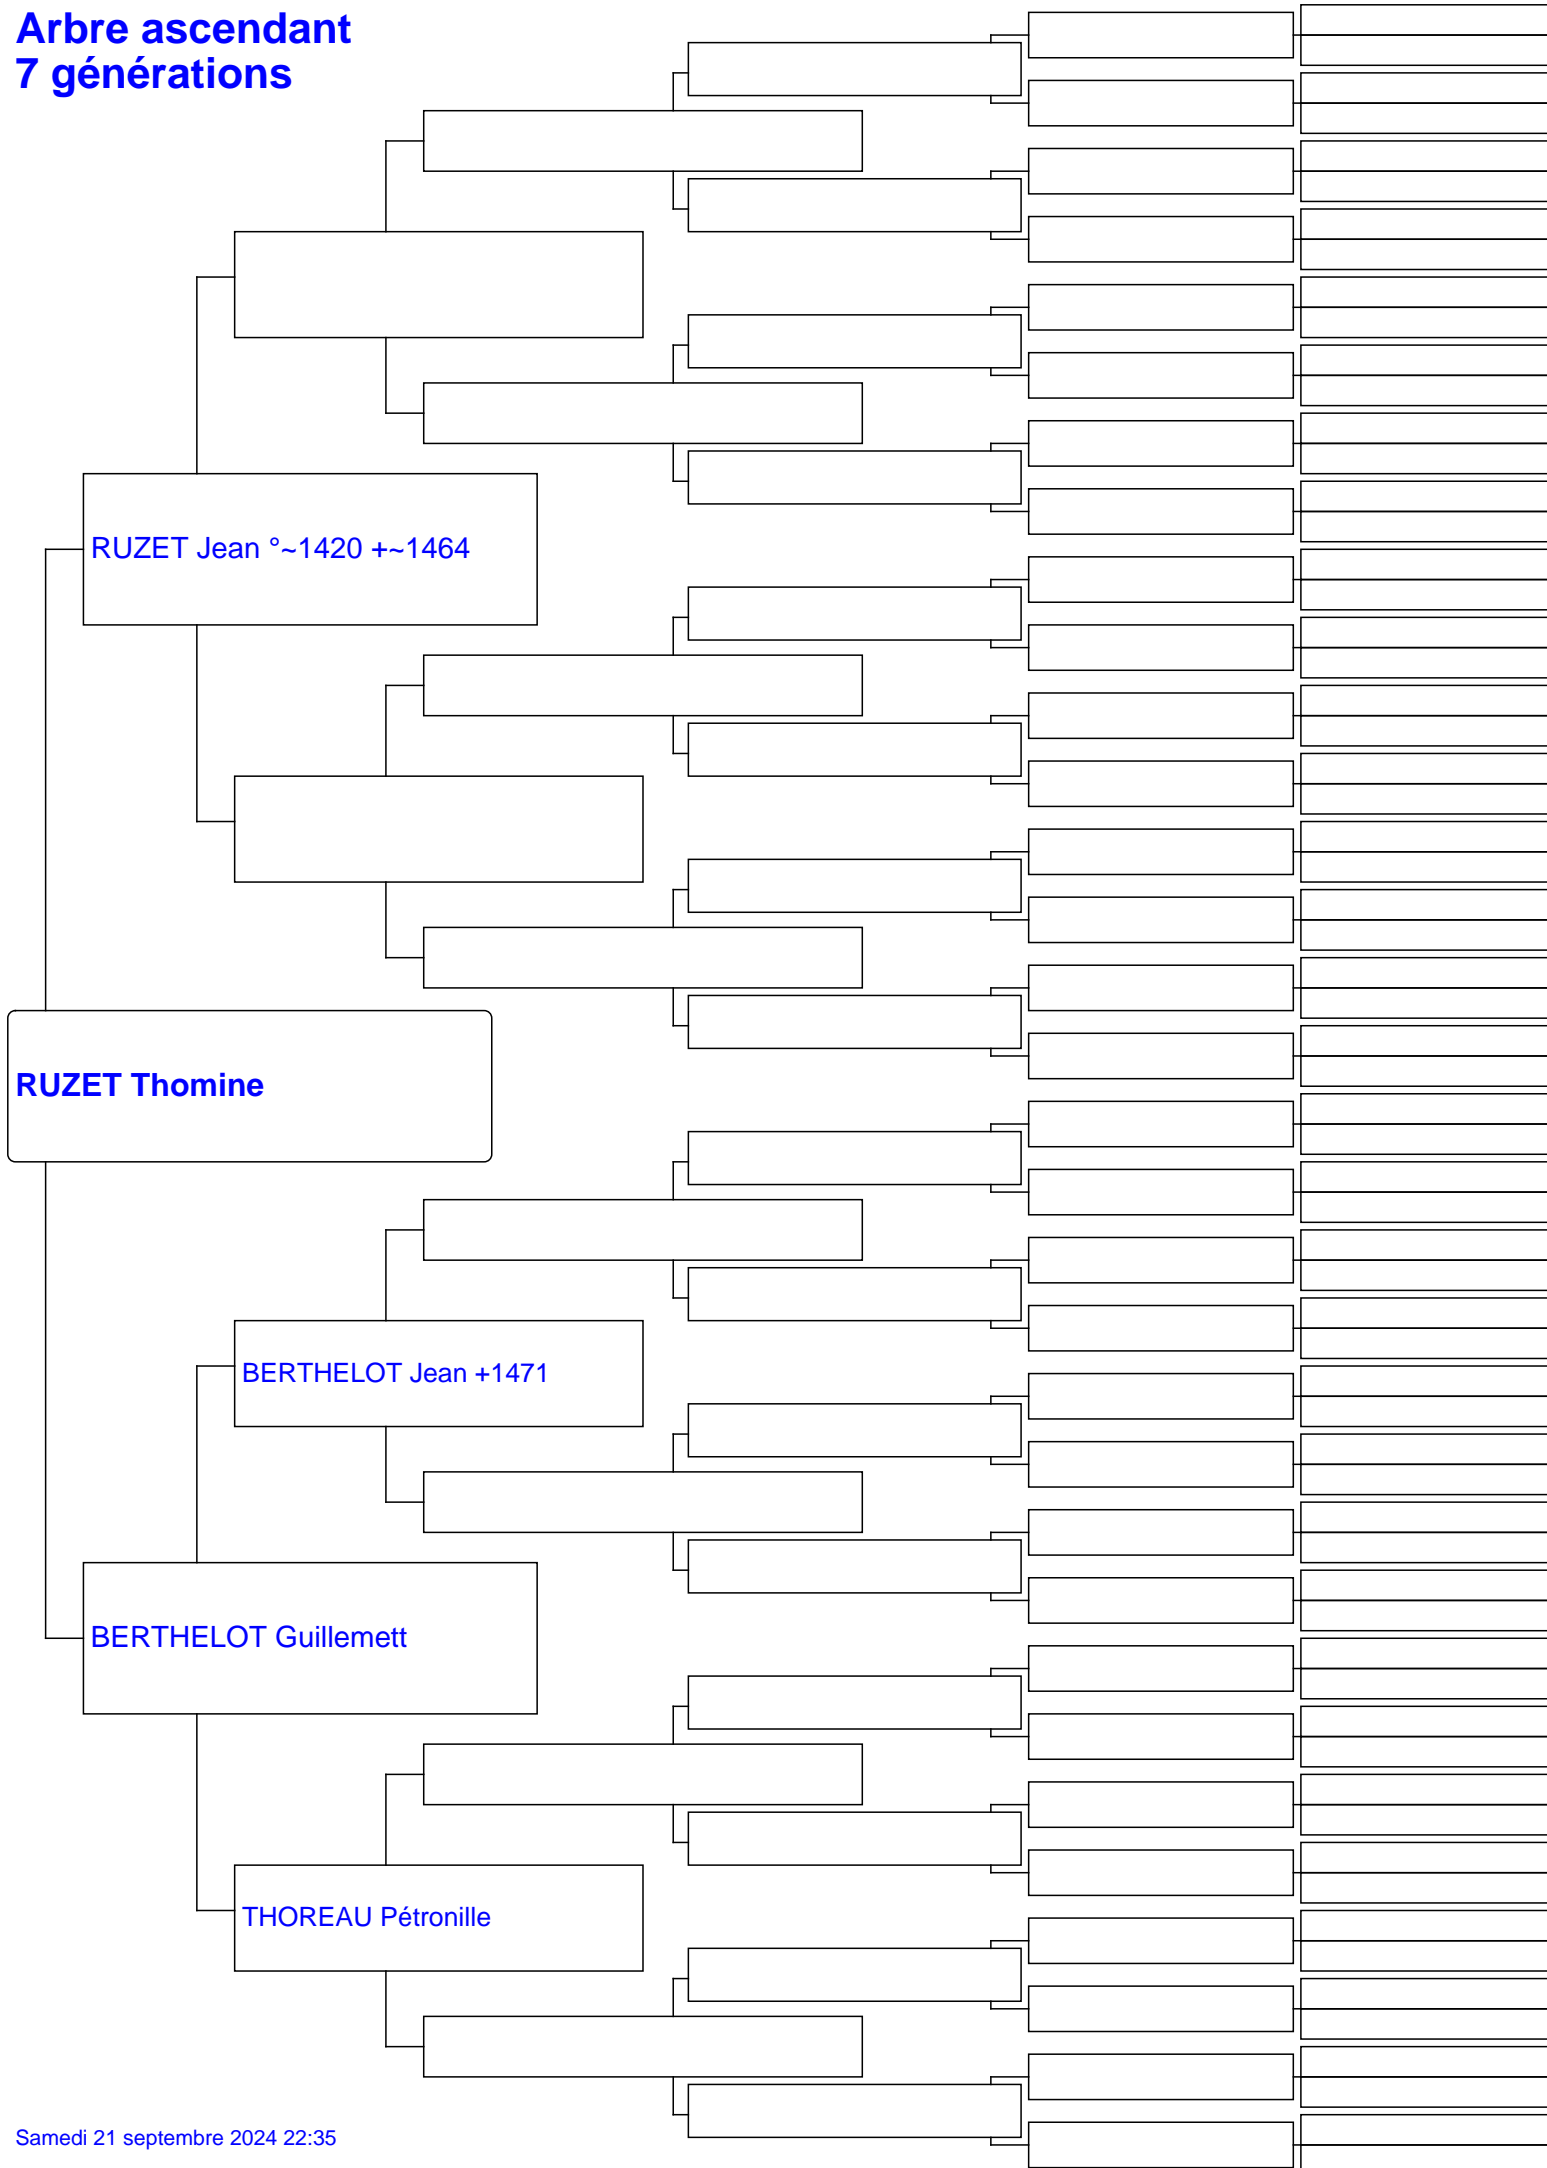 Arbre ascendant
7 générations
RUZET Jean °~1420 +~1464
RUZET Thomine
BERTHELOT Jean +1471
BERTHELOT Guillemett
THOREAU Pétronille
Samedi 21 septembre 2024 22:35